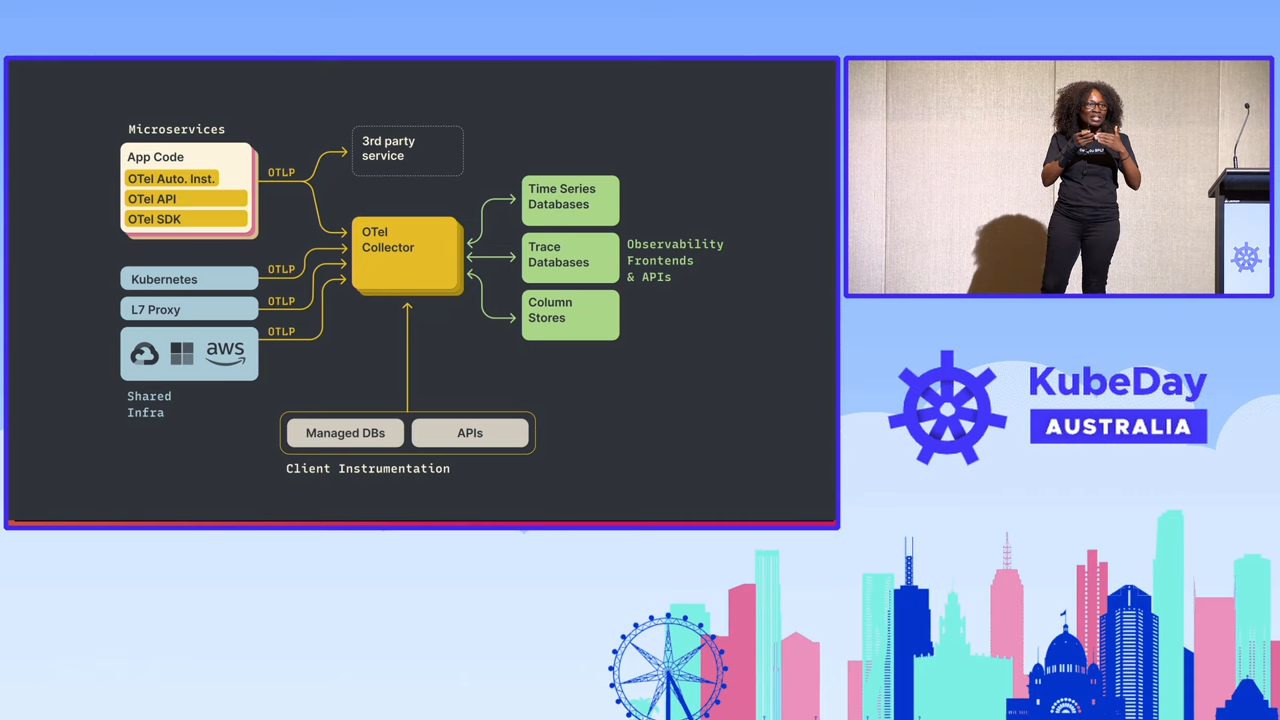 Microservices
App Code
OTel Auto. Inst.
OTel API
OTel SDK
OTLP
3rd party
service
OTel
Collector
Kubernetes
OTLP
L7 Proxy
OTLP
OTLP
aws
Shared
Infra
Time Series
Databases
Trace
Databases
Column
Stores
Observability
Frontends
& APIs
Managed DBs
APIs
Client Instrumentation
KubeDay
AUSTRALIA